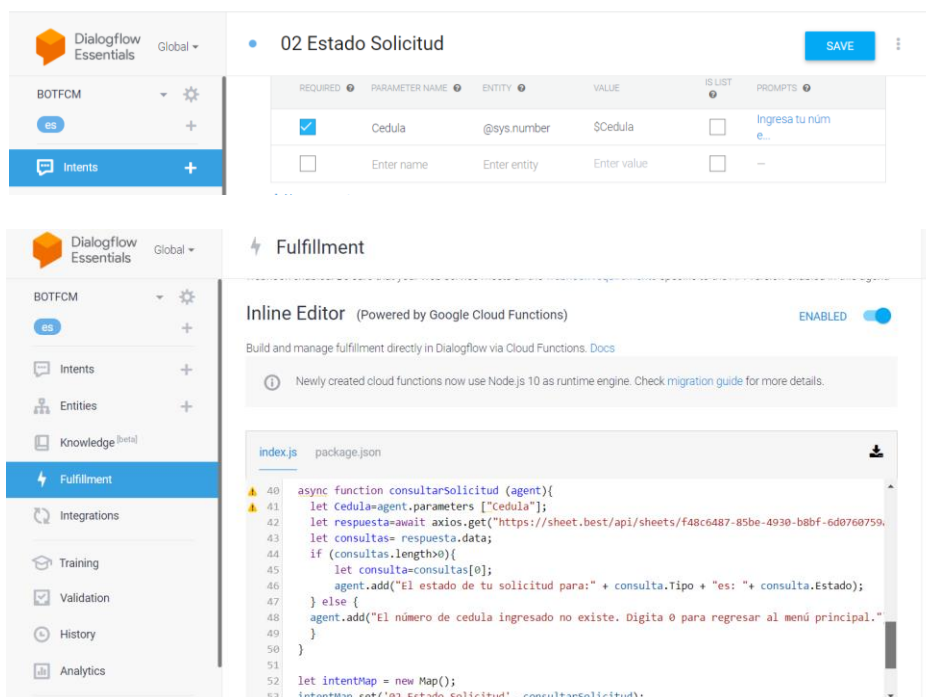 Dialogflow
Essentials
Global
02 Estado Solicitud
SAVE
BOTFCM
REQUIRED PARAMETER NAME ENTITY VALUE IS LIST PROMPTS
es
Cedula @sys.number $Cedula Ingresa tu núm
e...
Intents
Enter name Enter entity Enter value —
Dialogflow
Essentials
Global
Fulfillment
BOTFCM
es
Inline Editor (Powered by Google Cloud Functions) ENABLED
Build and manage fulfillment directly in Dialogflow via Cloud Functions. Docs
Intents
Newly created cloud functions now use Node.js 10 as runtime engine. Check migration guide for more details.
Entities
Knowledge [beta]
index.js package.json
Fulfillment
Integrations
Training
Validation
History
Analytics
40 async function consultarSolicitud (agent){
41 let Cedula=agent.parameters ["Cedula"];
42 let respuesta=await axios.get("https://sheet.best/api/sheets/f48c6487-85be-4930-b8bf-6d0760759
43 let consultas= respuesta.data;
44 if (consultas.length>0){
45 let consulta=consultas[0];
46 agent.add("El estado de tu solicitud para:" + consulta.Tipo + "es: "+ consulta.Estado);
47 } else {
48 agent.add("El número de cedula ingresado no existe. Digita 0 para regresar al menú principal."
49 }
50 }
51
52 let intentMap = new Map();
53 intentMap.set('02 Estado Solicitud', consultarSolicitud);